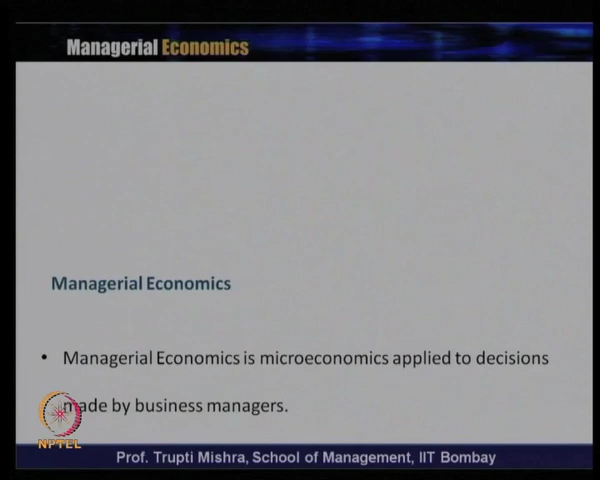 Managerial Economics
Managerial Economics
• Managerial Economics is microeconomics applied to decisions
made by business managers.
NPTEL
Prof. Trupti Mishra, School of Management, IIT Bombay